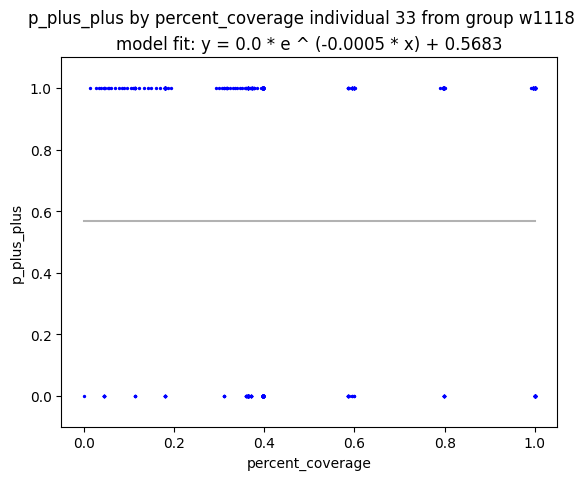 p_plus_plus by percent_coverage individual 33 from group w1118
model fit: y = 0.0 * e ^ (-0.0005 * x) + 0.5683
1.0
0.8
0.6
0.4
0.2
0.0
p_plus_plus
0.0 0.2 0.4 0.6 0.8 1.0
percent_coverage